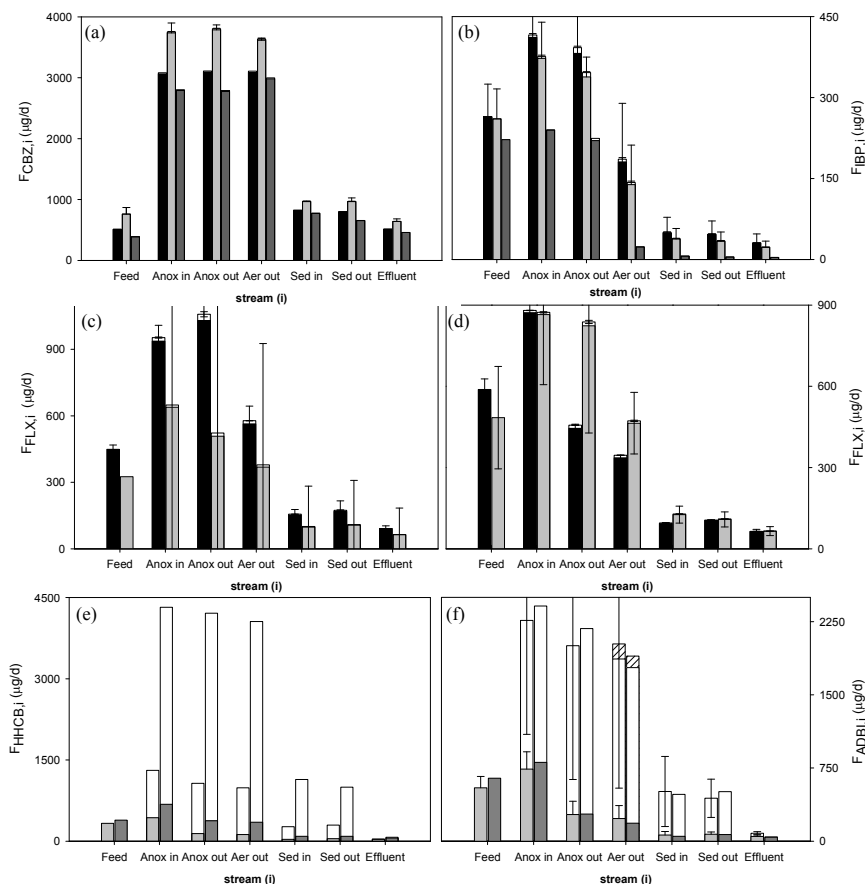 (a)
4000
3000
2000
1000
0
F_CBZ,i (µg/d)
Feed Anox in Anox out Aer out Sed in Sed out Effluent
stream (i)
(b)
450
300
150
0
F_IBP,i (µg/d)
Feed Anox in Anox out Aer out Sed in Sed out Effluent
stream (i)
(c)
900
600
300
0
F_FLX,i (µg/d)
Feed Anox in Anox out Aer out Sed in Sed out Effluent
stream (i)
(d)
900
600
300
0
F_FLX,i (µg/d)
Feed Anox in Anox out Aer out Sed in Sed out Effluent
stream (i)
(e)
4500
3000
1500
0
F_HHCB,i (µg/d)
Feed Anox in Anox out Aer out Sed in Sed out Effluent
stream (i)
(f)
2250
1500
750
0
F_ADBI,i (µg/d)
Feed Anox in Anox out Aer out Sed in Sed out Effluent
stream (i)